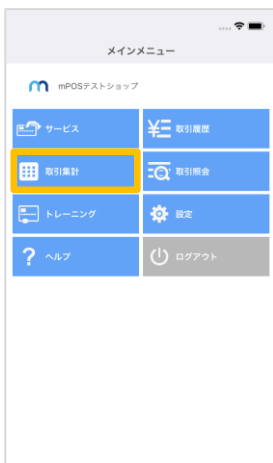 メインメニュー
mPOSテストショップ
サービス
取引履歴
取引集計
取引照会
トレーニング
設定
ヘルプ
ログアウト